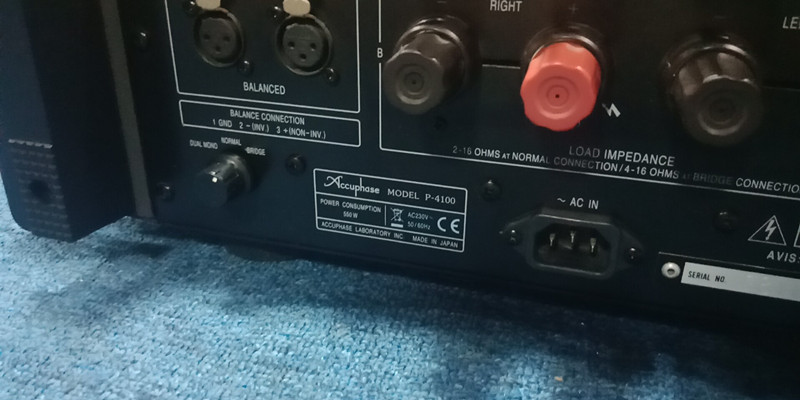 RIGHT
- +
B
BALANCED
BALANCE CONNECTION
1 GND 2 -(INV.) 3 +(NON-INV.)
DUAL MONO NORMAL BRIDGE
LOAD IMPEDANCE
2-16 OHMS AT NORMAL CONNECTION/4-16 OHMS AT BRIDGE CONNECTIO
Accuphase MODEL P-4100
POWER CONSUMPTION
550W
AC230V~
50/60Hz
CE
ACCUPHASE LABORATORY INC. MADE IN JAPAN
~ AC IN
AVIS
SERIAL NO.